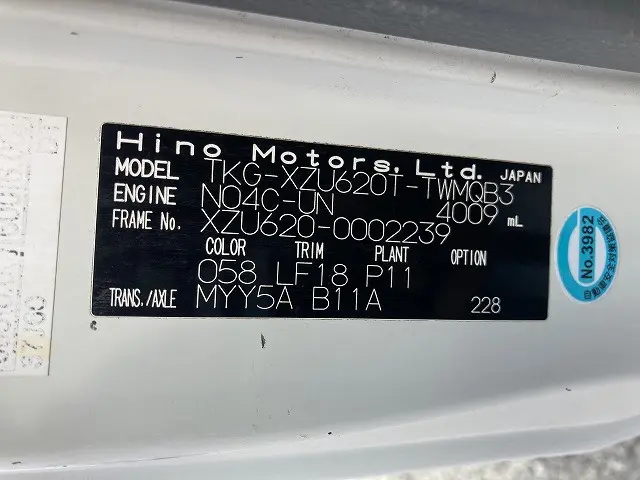 Hino Motors, Ltd. JAPAN
MODEL TKG-XZU620T-TWMQB3
ENGINE N04C-UN 4009 mL
FRAME No. XZU620-0002239
COLOR TRIM PLANT OPTION
058 LF18 P11
TRANS./AXLE MYY5A B11A 228
No.3982